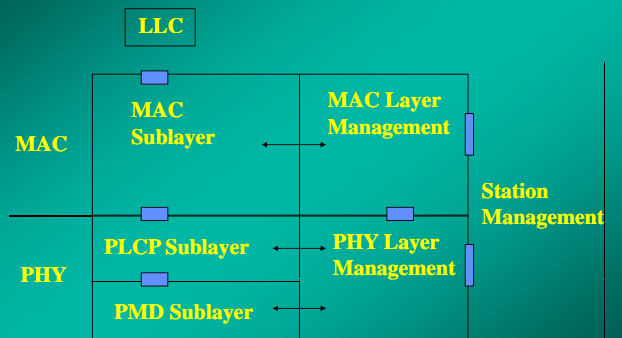 LLC
MAC
MAC
Sublayer
MAC Layer
Management
Station
Management
PHY
PLCP Sublayer
PHY Layer
Management
PMD Sublayer